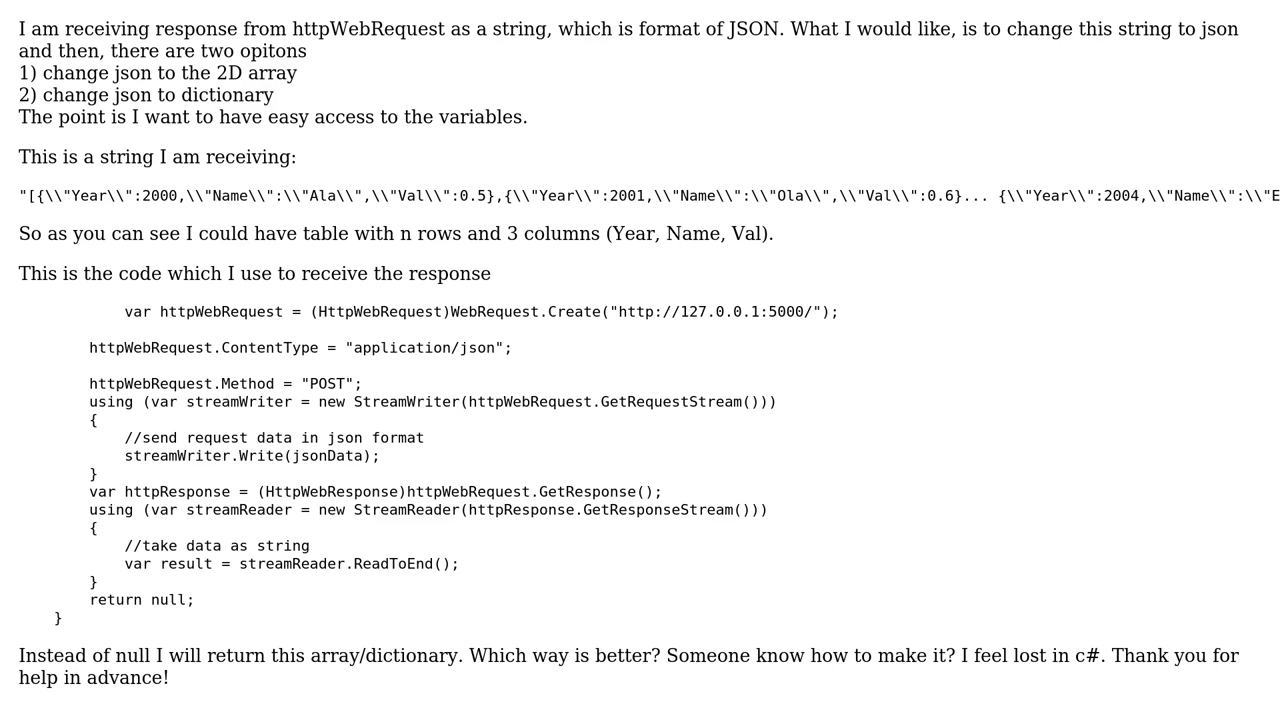 I am receiving response from httpWebRequest as a string, which is format of JSON. What I would like, is to change this string to json
and then, there are two opitons
1) change json to the 2D array
2) change json to dictionary
The point is I want to have easy access to the variables.
This is a string I am receiving:
"[{\\"Year\\":2000,\\"Name\\":\\"Ala\\",\\"Val\\":0.5},{\\"Year\\":2001,\\"Name\\":\\"Ola\\",\\"Val\\":0.6}... {\\"Year\\":2004,\\"Name\\":\\"E
So as you can see I could have table with n rows and 3 columns (Year, Name, Val).
This is the code which I use to receive the response
            var httpWebRequest = (HttpWebRequest)WebRequest.Create("http://127.0.0.1:5000/");
        httpWebRequest.ContentType = "application/json";
        httpWebRequest.Method = "POST";
        using (var streamWriter = new StreamWriter(httpWebRequest.GetRequestStream()))
        {
            //send request data in json format
            streamWriter.Write(jsonData);
        }
        var httpResponse = (HttpWebResponse)httpWebRequest.GetResponse();
        using (var streamReader = new StreamReader(httpResponse.GetResponseStream()))
        {
            //take data as string
            var result = streamReader.ReadToEnd();
        }
        return null;
    }
Instead of null I will return this array/dictionary. Which way is better? Someone know how to make it? I feel lost in c#. Thank you for
help in advance!